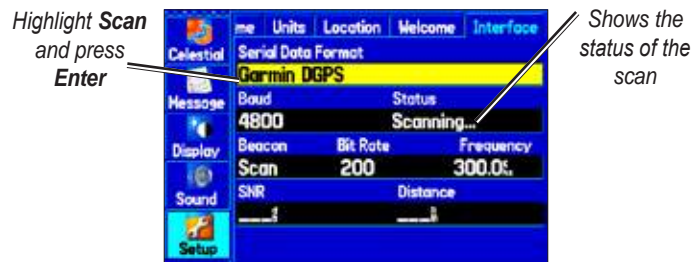 Highlight Scan
and press
Enter
Shows the
status of the
scan
Celestial
Message
Display
Sound
Setup
me Units Location Welcome Interface
Serial Data Format
Garmin DGPS
Baud Status
4800 Scanning...
Beacon Bit Rate Frequency
Scan 200 300.0
SNR Distance